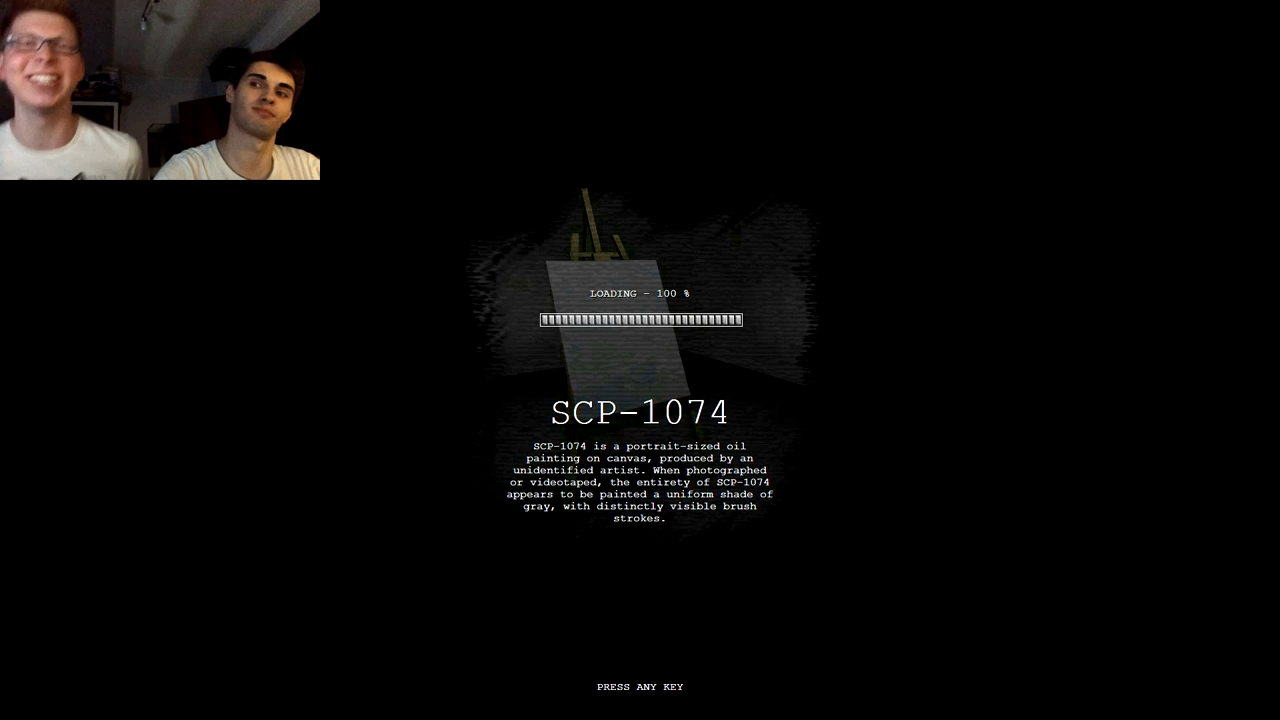 LOADING - 100 %
SCP-1074
SCP-1074 is a portrait-sized oil
painting on canvas, produced by an
unidentified artist. When photographed
or videotaped, the entirety of SCP-1074
appears to be painted a uniform shade of
gray, with distinctly visible brush
strokes.
PRESS ANY KEY